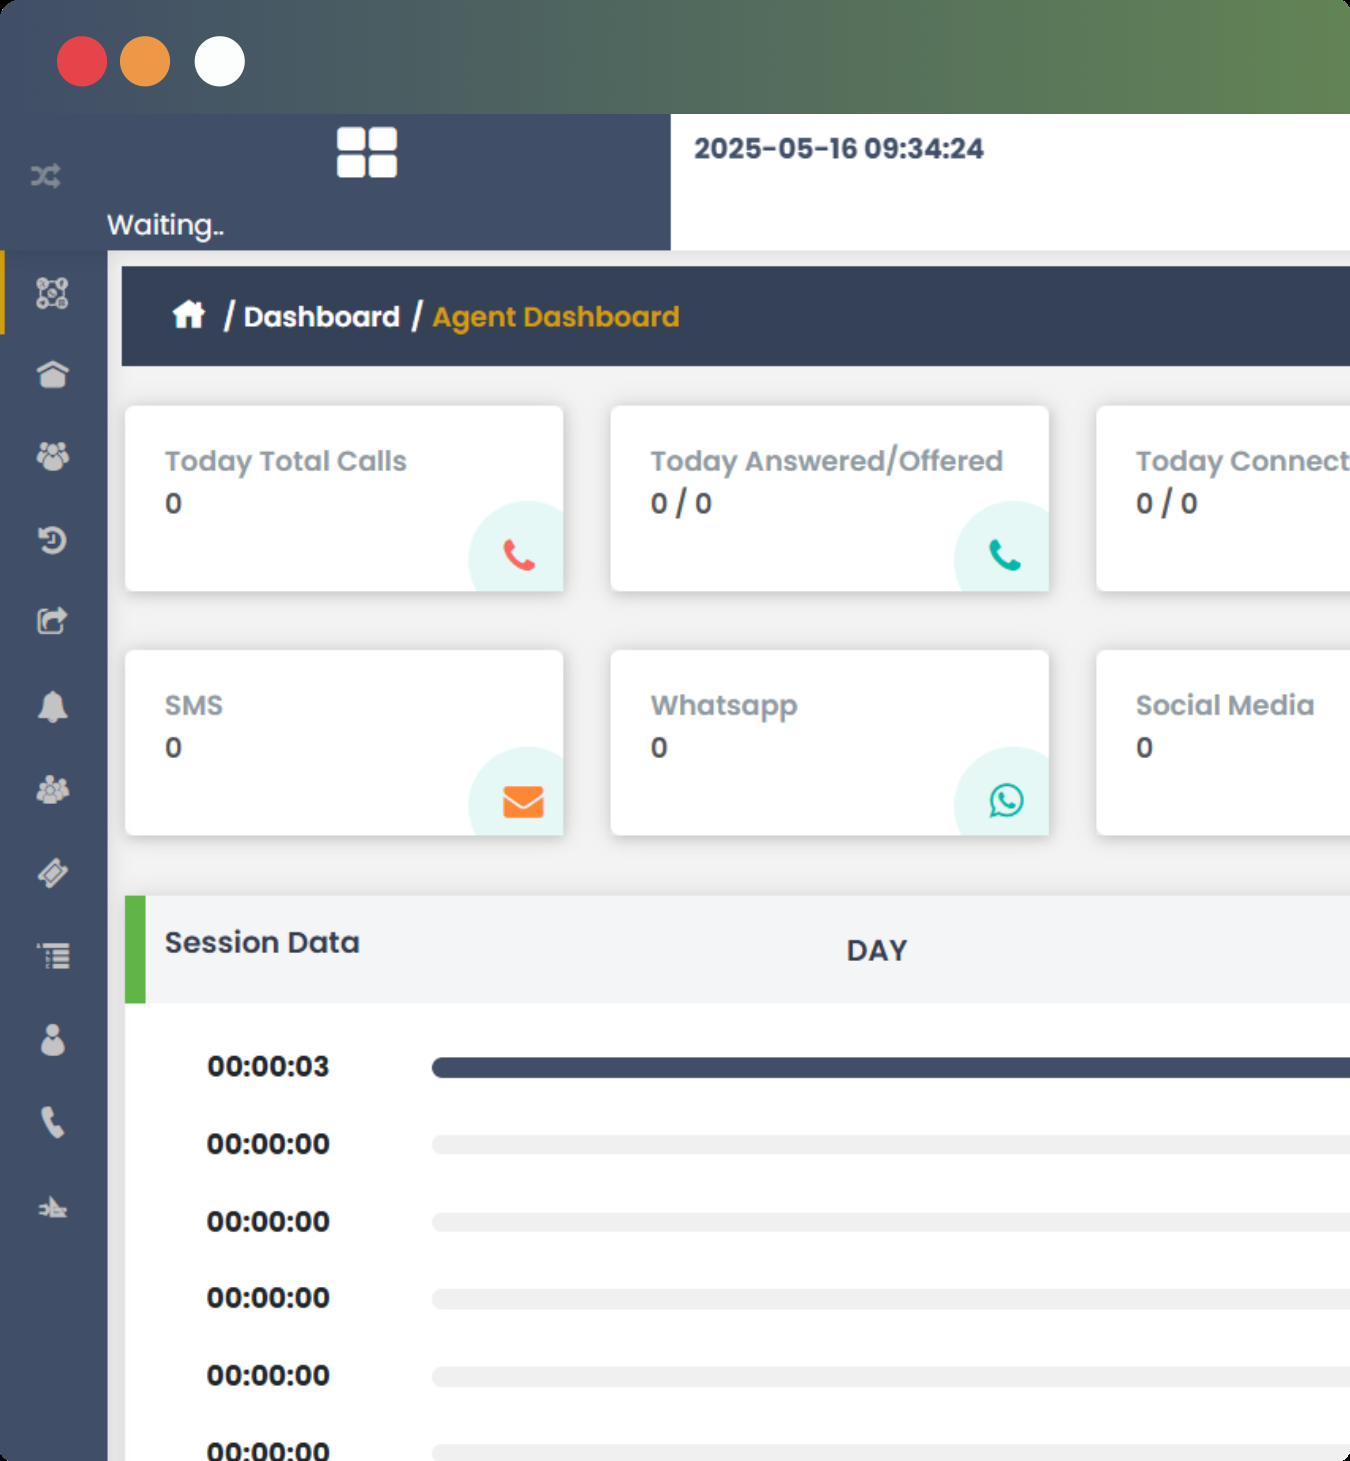 2025-05-16 09:34:24
Waiting..
/ Dashboard / Agent Dashboard
Today Total Calls
0
Today Answered/Offered
0 / 0
Today Connect
0 / 0
SMS
0
Whatsapp
0
Social Media
0
Session Data
DAY
00:00:03
00:00:00
00:00:00
00:00:00
00:00:00
00:00:00